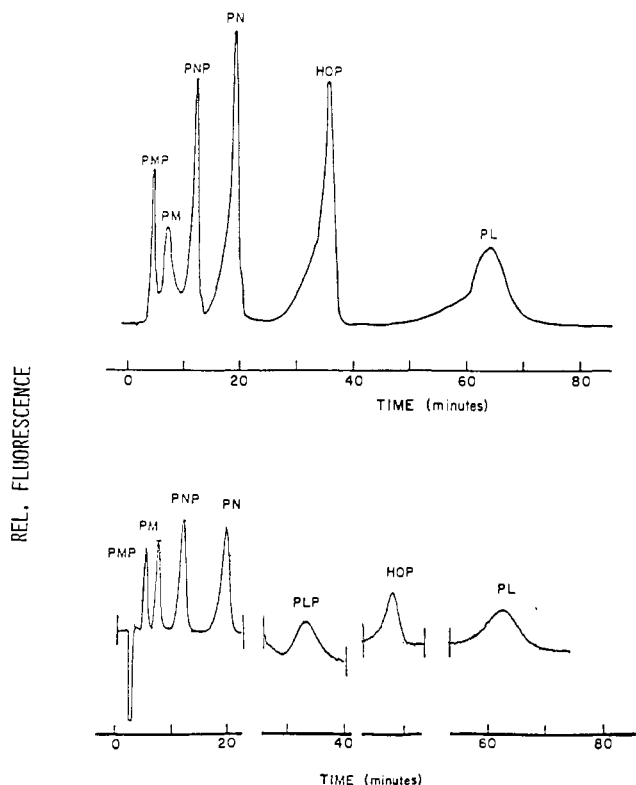 PN
PNP
HOP
PMP
PM
PL
0 20 40 60 80
TIME (minutes)
REL. FLUORESCENCE
PNP
PN
PM
PMP
PLP
HOP
PL
0 20 40 60 80
TIME (minutes)